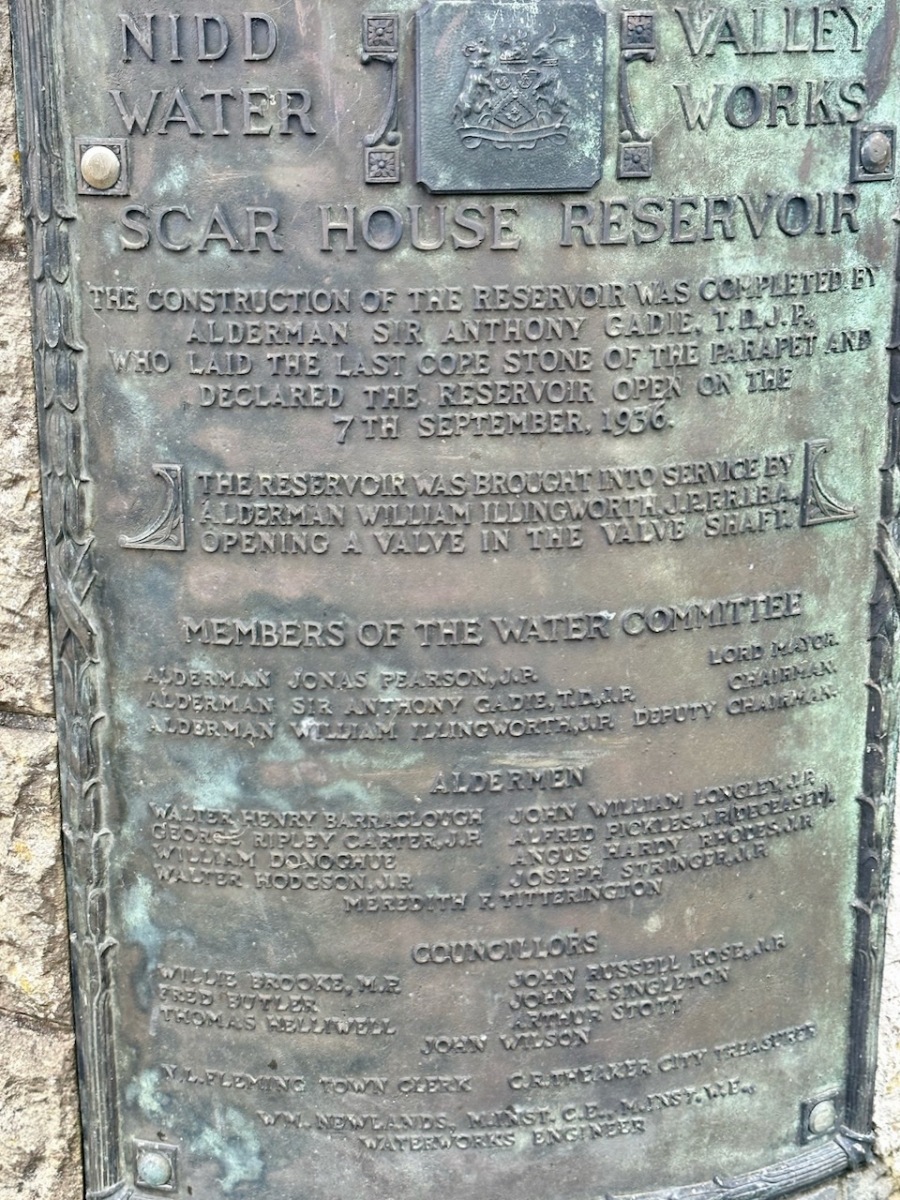 NIDD VALLEY
WATER WORKS
SCAR HOUSE RESERVOIR
THE CONSTRUCTION OF THE RESERVOIR WAS COMPLETED BY
ALDERMAN SIR ANTHONY GADIE, T.D., J.P.,
WHO LAID THE LAST COPE STONE OF THE PARAPET AND
DECLARED THE RESERVOIR OPEN ON THE
7TH SEPTEMBER, 1936.
THE RESERVOIR WAS BROUGHT INTO SERVICE BY
ALDERMAN WILLIAM ILLINGWORTH, J.P., F.R.I.B.A.,
OPENING A VALVE IN THE VALVE SHAFT.
MEMBERS OF THE WATER COMMITTEE
ALDERMAN JONAS PEARSON, J.P. LORD MAYOR.
ALDERMAN SIR ANTHONY GADIE, T.D., J.P. CHAIRMAN.
ALDERMAN WILLIAM ILLINGWORTH, J.P. DEPUTY CHAIRMAN.
ALDERMEN
WALTER HENRY BARRACLOUGH JOHN WILLIAM LONGLEY, J.P.
GEORGE RIPLEY CARTER, J.P. ALFRED PICKLES, J.P. (DECEASED).
WILLIAM DONOGHUE ANGUS HARDY RHODES, J.P.
WALTER HODGSON, J.P. JOSEPH STRINGER, J.P.
MEREDITH F. TITTERINGTON
COUNCILLORS
WILLIE BROOKE, M.P. JOHN RUSSELL ROSE, J.P.
FRED BUTLER JOHN R. SINGLETON
THOMAS HELLIWELL ARTHUR STOTT
JOHN WILSON
N.L. FLEMING TOWN CLERK C.R. THEAKER CITY TREASURER
WM. NEWLANDS, M.INST.C.E., M.INST.W.E.,
WATERWORKS ENGINEER